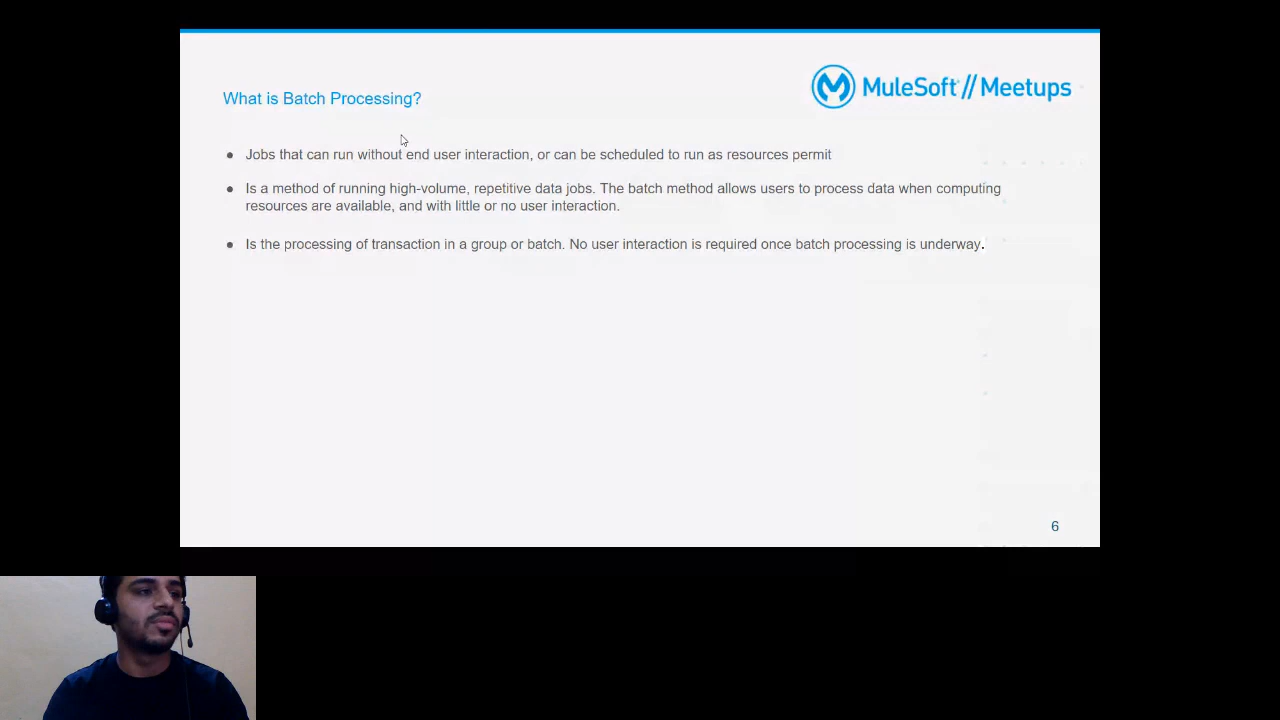 MuleSoft // Meetups
What is Batch Processing?
● Jobs that can run without end user interaction, or can be scheduled to run as resources permit
● Is a method of running high-volume, repetitive data jobs. The batch method allows users to process data when computing
resources are available, and with little or no user interaction.
● Is the processing of transaction in a group or batch. No user interaction is required once batch processing is underway.
6